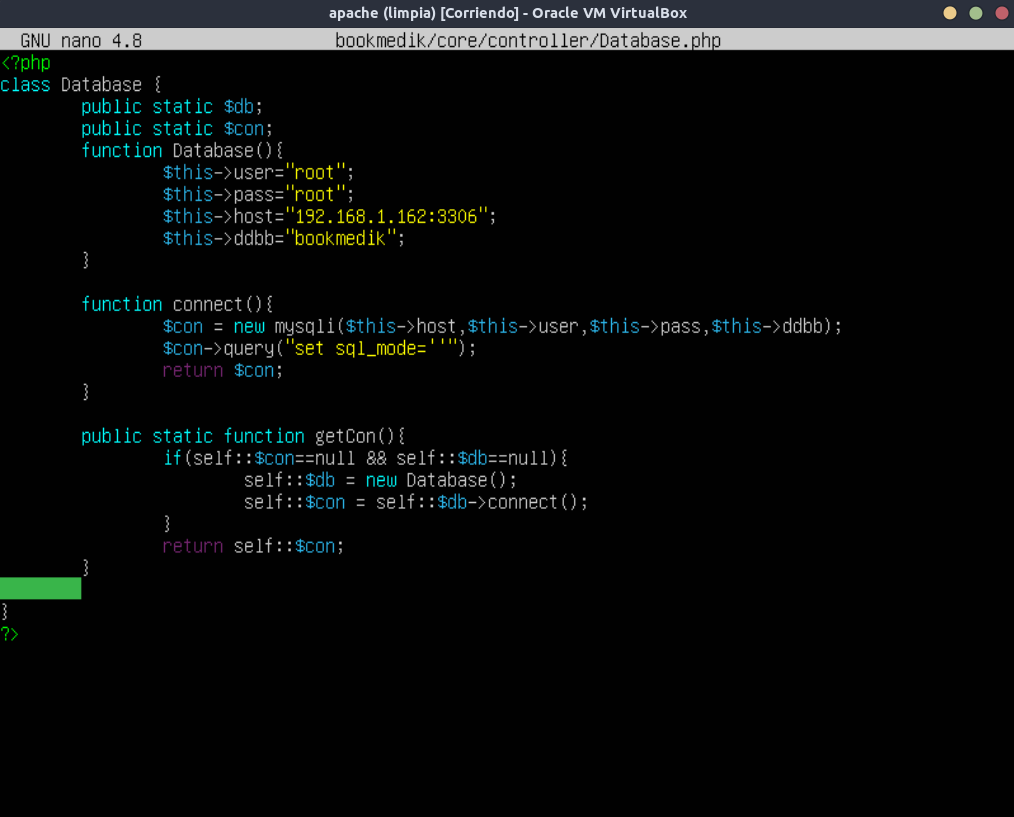 apache (limpia) [Corriendo] - Oracle VM VirtualBox
GNU nano 4.8 bookmedik/core/controller/Database.php
<?php
class Database {
        public static $db;
        public static $con;
        function Database(){
                $this->user="root";
                $this->pass="root";
                $this->host="192.168.1.162:3306";
                $this->ddbb="bookmedik";
        }

        function connect(){
                $con = new mysqli($this->host,$this->user,$this->pass,$this->ddbb);
                $con->query("set sql_mode=''");
                return $con;
        }

        public static function getCon(){
                if(self::$con==null && self::$db==null){
                        self::$db = new Database();
                        self::$con = self::$db->connect();
                }
                return self::$con;
        }

}
?>